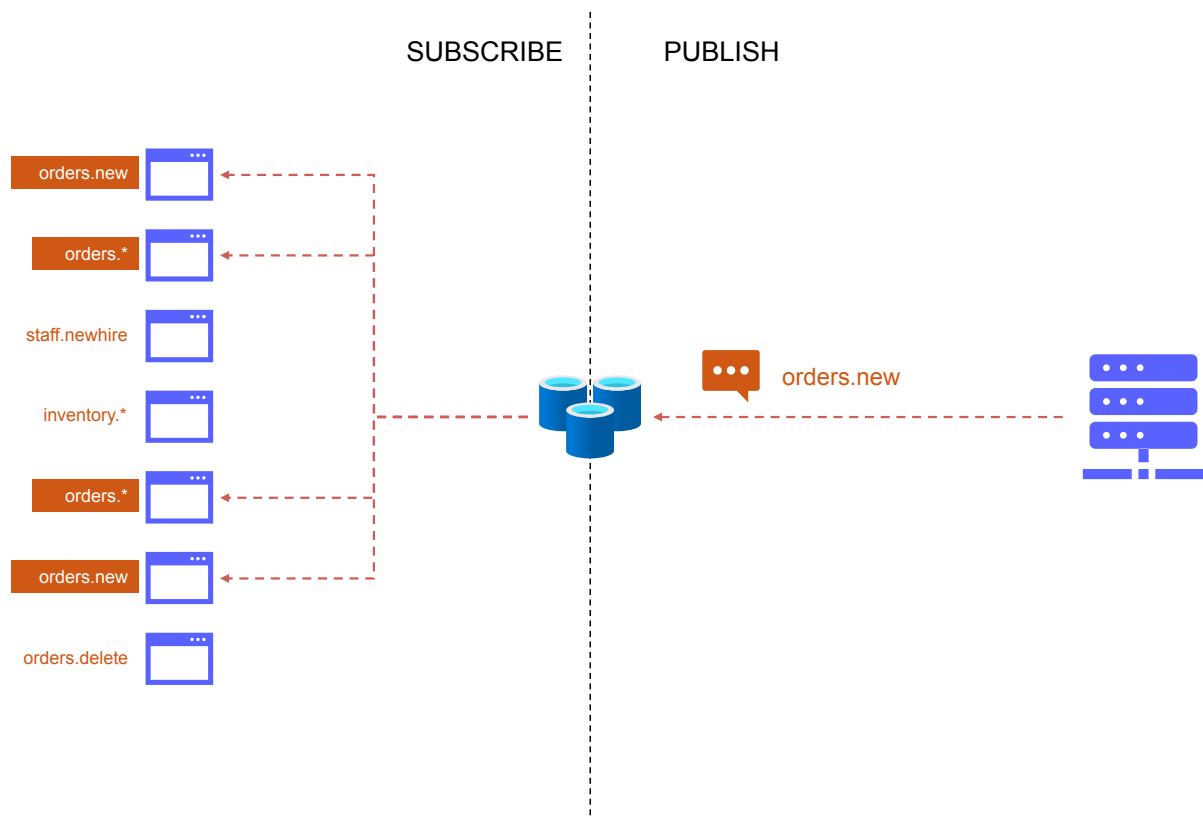 SUBSCRIBE
PUBLISH
orders.new
orders.*
staff.newhire
inventory.*
orders.*
orders.new
orders.delete
orders.new